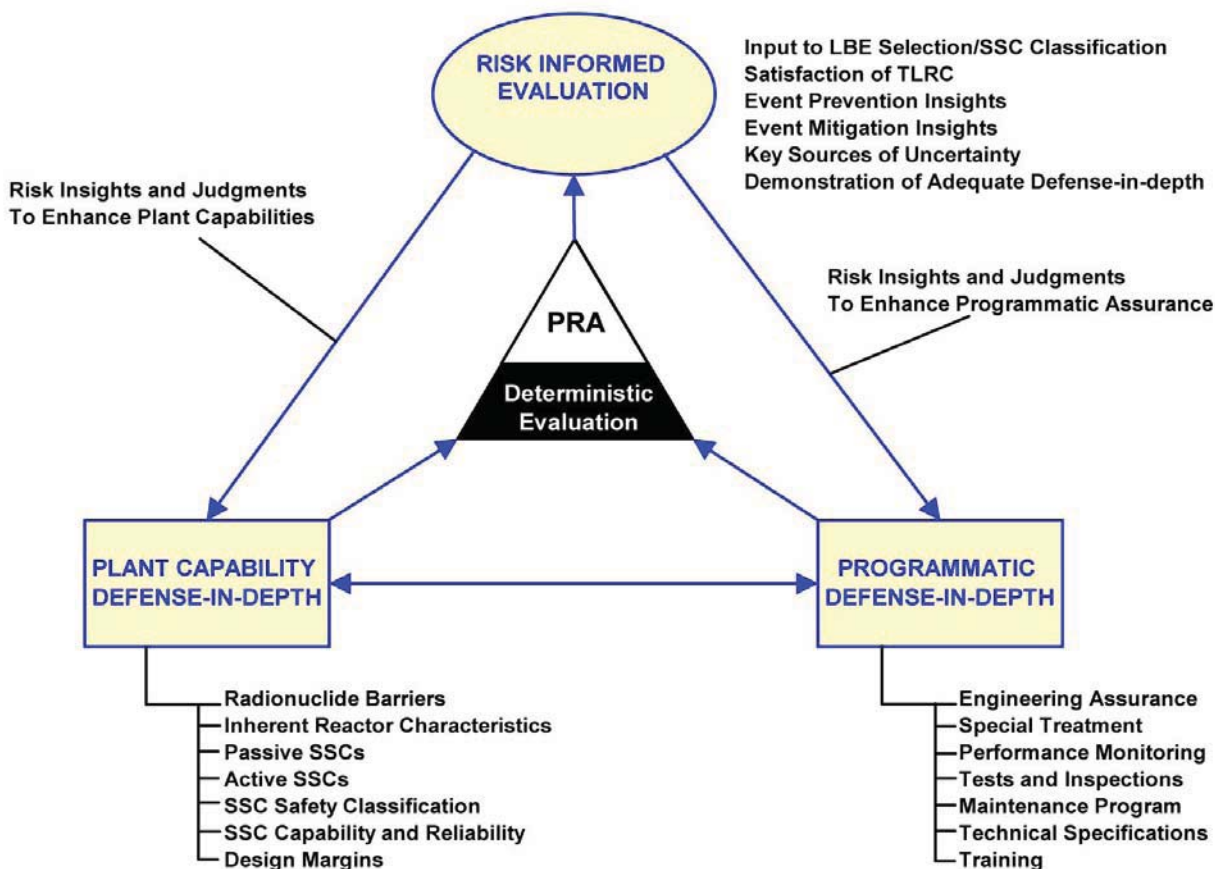 RISK INFORMED
EVALUATION
Input to LBE Selection/SSC Classification
Satisfaction of TLRC
Event Prevention Insights
Event Mitigation Insights
Key Sources of Uncertainty
Demonstration of Adequate Defense-in-depth
Risk Insights and Judgments
To Enhance Plant Capabilities
Risk Insights and Judgments
To Enhance Programmatic Assurance
PRA
Deterministic
Evaluation
PLANT CAPABILITY
DEFENSE-IN-DEPTH
PROGRAMMATIC
DEFENSE-IN-DEPTH
Radionuclide Barriers
Inherent Reactor Characteristics
Passive SSCs
Active SSCs
SSC Safety Classification
SSC Capability and Reliability
Design Margins
Engineering Assurance
Special Treatment
Performance Monitoring
Tests and Inspections
Maintenance Program
Technical Specifications
Training